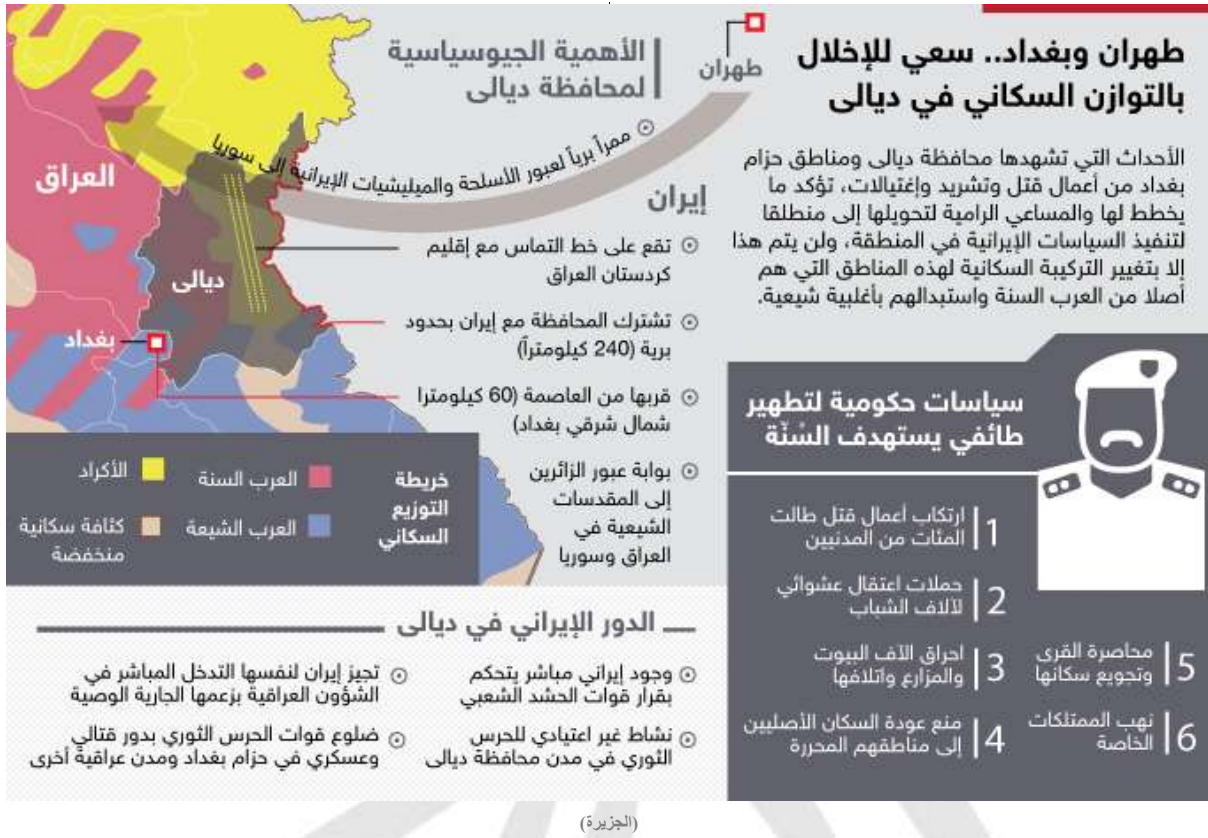 طهران وبغداد.. سعي للإخلال
بالتوازن السكاني في ديالى
الأحداث التي تشهدها محافظة ديالى ومناطق حزام
بغداد من أعمال قتل وتشريد وإغتيالات، تؤكد ما
يخطط لها والمساعي الرامية لتحويلها إلى منطلقا
لتنفيذ السياسات الإيرانية في المنطقة، ولن يتم هذا
إلا بتغيير التركيبة السكانية لهذه المناطق التي هم
أصلا من العرب السنة واستبدالهم بأغلبية شيعية.
طهران
الأهمية الجيوسياسية
لمحافظة ديالى
ممراً برياً لعبور الأسلحة والميليشيات الإيرانية إلى سوريا
إيران
العراق
ديالى
بغداد
تقع على خط التماس مع إقليم
كردستان العراق
تشترك المحافظة مع إيران بحدود
برية (240 كيلومتراً)
قربها من العاصمة (60 كيلومترا
شمال شرقي بغداد)
بوابة عبور الزائرين
إلى المقدسات
الشيعية في
العراق وسوريا
خريطة
التوزيع
السكاني
العرب السنة
الأكراد
العرب الشيعة
كثافة سكانية
منخفضة
سياسات حكومية لتطهير
طائفي يستهدف السُنّة
1 ارتكاب أعمال قتل طالت
المئات من المدنيين
2 حملات اعتقال عشوائي
لآلاف الشباب
3 احراق الآف البيوت
والمزارع واتلافها
4 منع عودة السكان الأصليين
إلى مناطقهم المحررة
5 محاصرة القرى
وتجويع سكانها
6 نهب الممتلكات
الخاصة
الدور الإيراني في ديالى
وجود إيراني مباشر يتحكم
بقرار قوات الحشد الشعبي
نشاط غير اعتيادي للحرس
الثوري في مدن محافظة ديالى
تجيز إيران لنفسها التدخل المباشر في
الشؤون العراقية بزعمها الجارية الوصية
ضلوع قوات الحرس الثوري بدور قتالي
وعسكري في حزام بغداد ومدن عراقية أخرى
(الجزيرة)